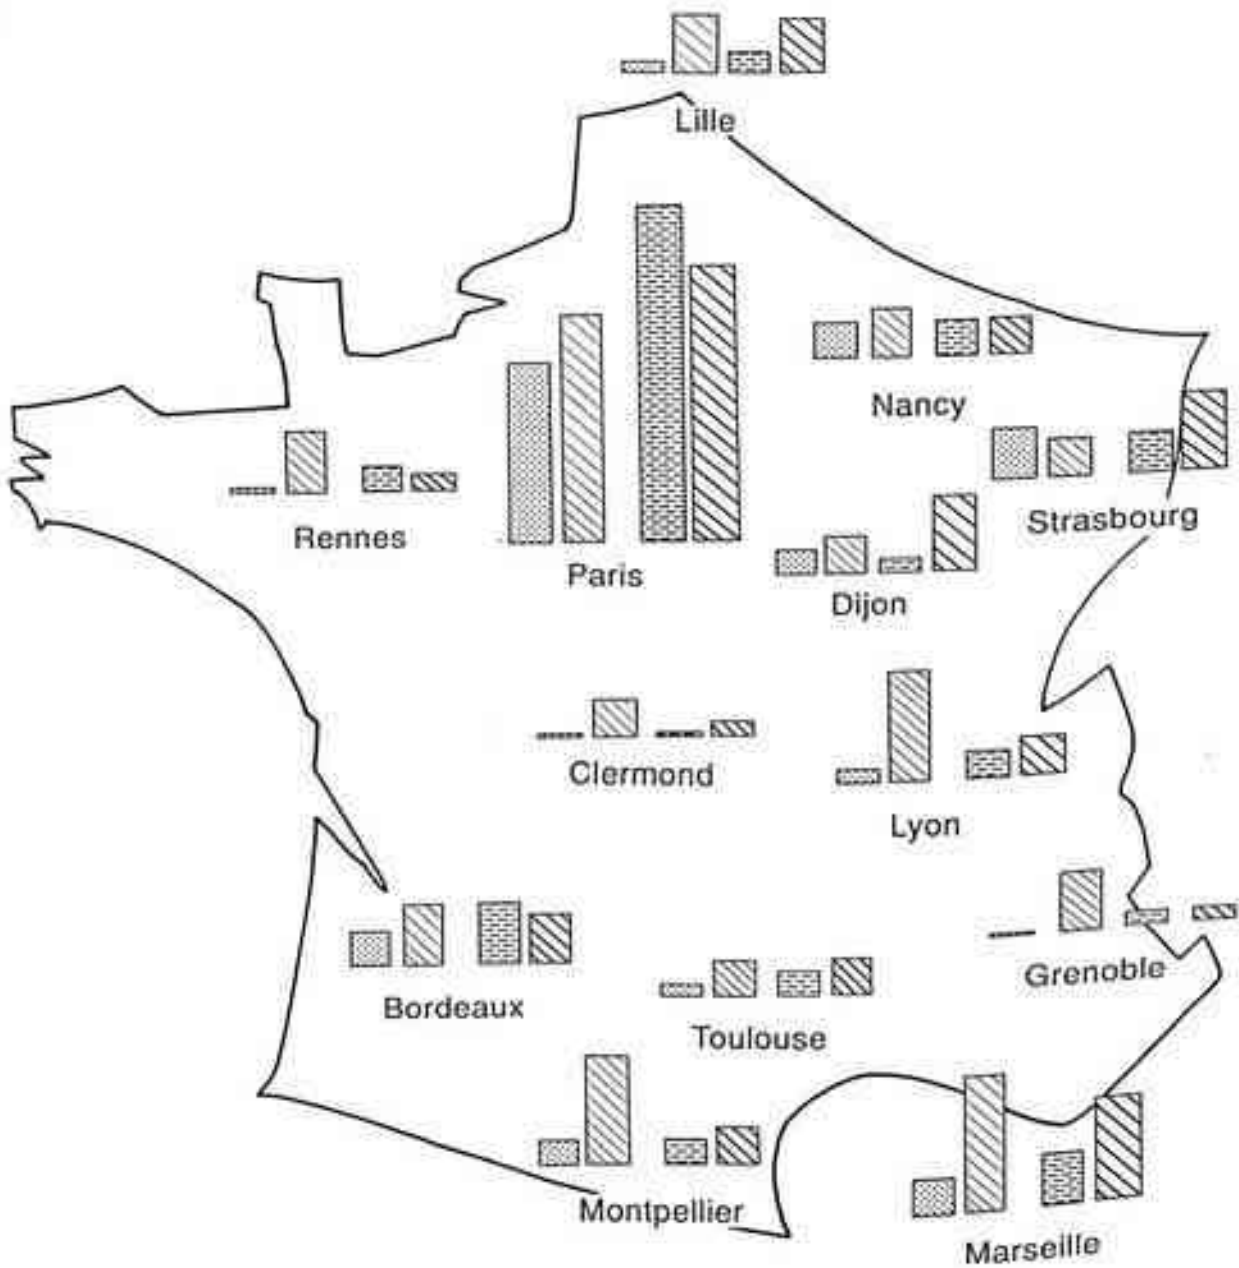 Lille
Nancy
Strasbourg
Rennes
Paris
Dijon
Clermond
Lyon
Grenoble
Bordeaux
Toulouse
Montpellier
Marseille